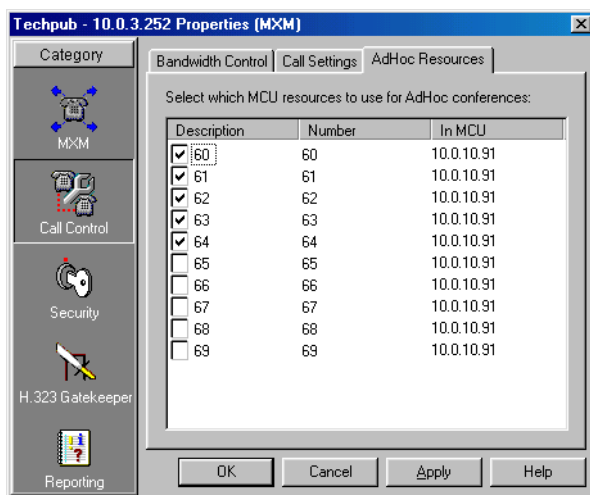 Techpub - 10.0.3.252 Properties (MXM)
Category
MXM
Call Control
Security
H.323 Gatekeeper
Reporting
Bandwidth Control Call Settings AdHoc Resources
Select which MCU resources to use for AdHoc conferences:
Description Number In MCU
60 60 10.0.10.91
61 61 10.0.10.91
62 62 10.0.10.91
63 63 10.0.10.91
64 64 10.0.10.91
65 65 10.0.10.91
66 66 10.0.10.91
67 67 10.0.10.91
68 68 10.0.10.91
69 69 10.0.10.91
OK Cancel Apply Help